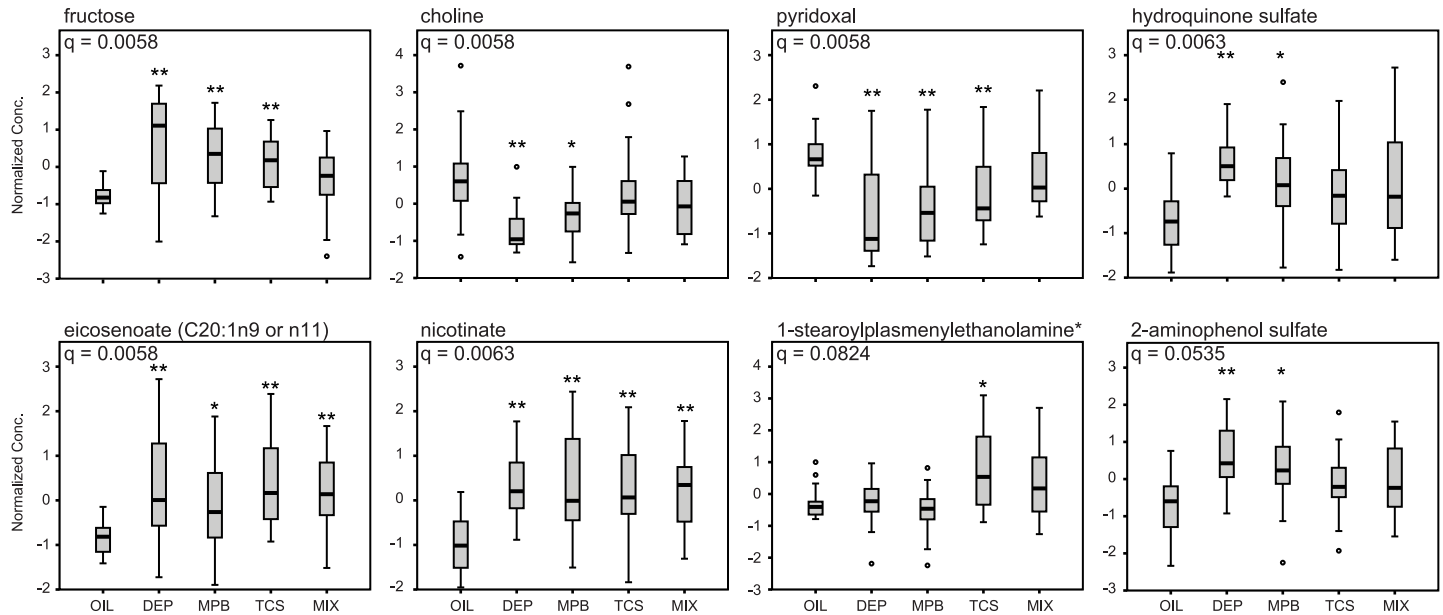 fructose
q = 0.0058
3
2
1
0
-1
-2
-3
Normalized Conc.
** ** **
choline
q = 0.0058
4
3
2
1
0
-1
-2
** *
pyridoxal
q = 0.0058
3
2
1
0
-1
-2
** ** **
hydroquinone sulfate
q = 0.0063
3
2
1
0
-1
-2
** *
eicosenoate (C20:1n9 or n11)
q = 0.0058
3
2
1
0
-1
-2
Normalized Conc.
** * ** **
OIL DEP MPB TCS MIX
nicotinate
q = 0.0063
3
2
1
0
-1
-2
** ** ** **
OIL DEP MPB TCS MIX
1-stearoylplasmenylethanolamine*
q = 0.0824
4
3
2
1
0
-1
-2
-3
*
OIL DEP MPB TCS MIX
2-aminophenol sulfate
q = 0.0535
3
2
1
0
-1
-2
-3
** *
OIL DEP MPB TCS MIX